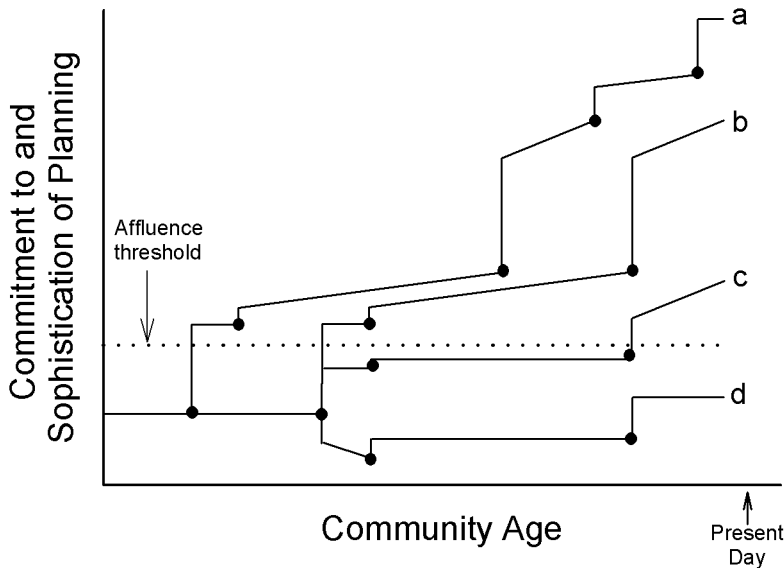 Commitment to and
Sophistication of Planning
Affluence
threshold
a
b
c
d
Community Age
Present
Day